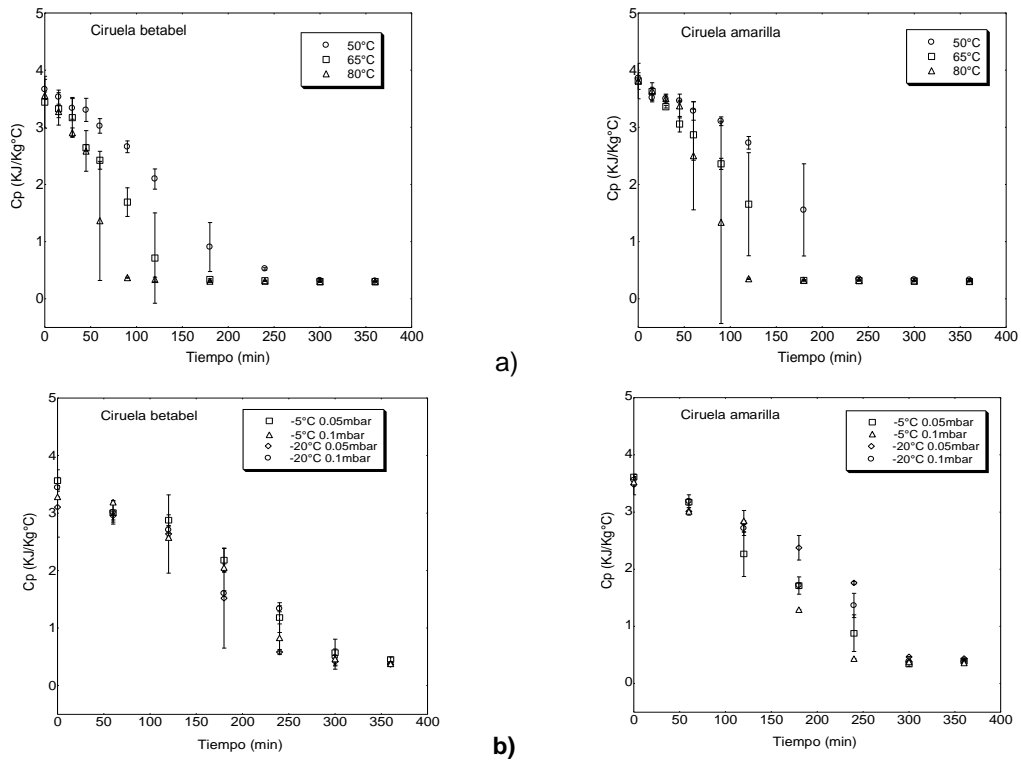 Ciruela betabel
50°C
65°C
80°C
5
4
3
2
1
0
Cp (KJ/Kg°C)
0 50 100 150 200 250 300 350 400
Tiempo (min)
Ciruela amarilla
50°C
65°C
80°C
5
4
3
2
1
0
Cp (KJ/Kg°C)
0 50 100 150 200 250 300 350 400
Tiempo (min)
a)
Ciruela betabel
-5°C 0.05mbar
-5°C 0.1mbar
-20°C 0.05mbar
-20°C 0.1mbar
5
4
3
2
1
0
Cp (KJ/Kg°C)
0 50 100 150 200 250 300 350 400
Tiempo (min)
Ciruela amarilla
-5°C 0.05mbar
-5°C 0.1mbar
-20°C 0.05mbar
-20°C 0.1mbar
5
4
3
2
1
0
Cp (KJ/Kg°C)
0 50 100 150 200 250 300 350 400
Tiempo (min)
b)